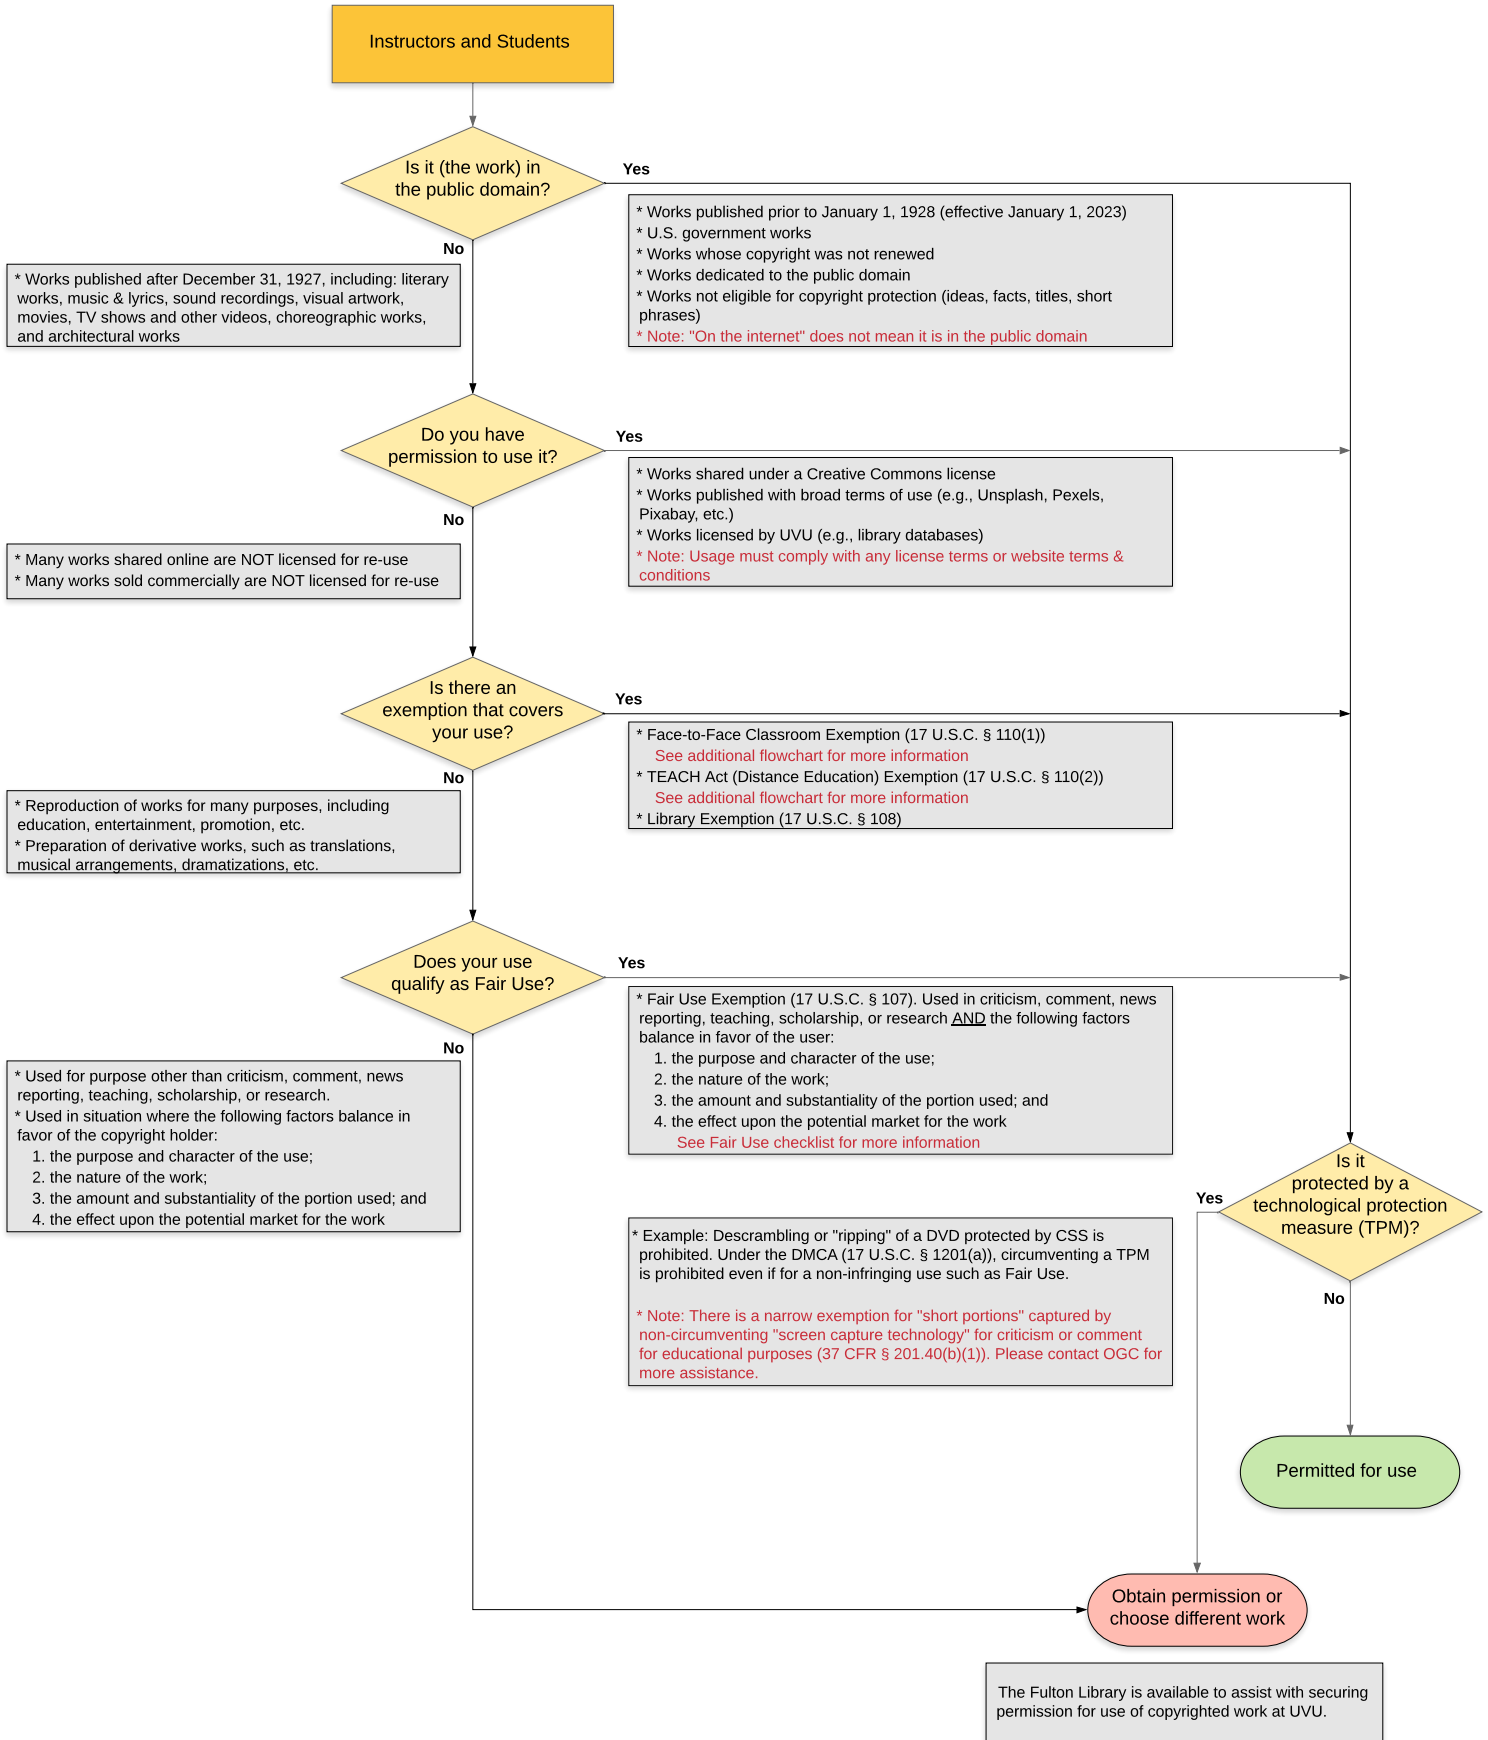 Instructors and Students
Is it (the work) in
the public domain?
Yes
* Works published prior to January 1, 1928 (effective January 1, 2023)
* U.S. government works
* Works whose copyright was not renewed
* Works dedicated to the public domain
* Works not eligible for copyright protection (ideas, facts, titles, short
phrases)
* Note: "On the internet" does not mean it is in the public domain
No
* Works published after December 31, 1927, including: literary
works, music & lyrics, sound recordings, visual artwork,
movies, TV shows and other videos, choreographic works,
and architectural works
Do you have
permission to use it?
Yes
* Works shared under a Creative Commons license
* Works published with broad terms of use (e.g., Unsplash, Pexels,
Pixabay, etc.)
* Works licensed by UVU (e.g., library databases)
* Note: Usage must comply with any license terms or website terms &
conditions
No
* Many works shared online are NOT licensed for re-use
* Many works sold commercially are NOT licensed for re-use
Is there an
exemption that covers
your use?
Yes
* Face-to-Face Classroom Exemption (17 U.S.C. § 110(1))
See additional flowchart for more information
* TEACH Act (Distance Education) Exemption (17 U.S.C. § 110(2))
See additional flowchart for more information
* Library Exemption (17 U.S.C. § 108)
No
* Reproduction of works for many purposes, including
education, entertainment, promotion, etc.
* Preparation of derivative works, such as translations,
musical arrangements, dramatizations, etc.
Does your use
qualify as Fair Use?
Yes
* Fair Use Exemption (17 U.S.C. § 107). Used in criticism, comment, news
reporting, teaching, scholarship, or research AND the following factors
balance in favor of the user:
1. the purpose and character of the use;
2. the nature of the work;
3. the amount and substantiality of the portion used; and
4. the effect upon the potential market for the work
See Fair Use checklist for more information
No
* Used for purpose other than criticism, comment, news
reporting, teaching, scholarship, or research.
* Used in situation where the following factors balance in
favor of the copyright holder:
1. the purpose and character of the use;
2. the nature of the work;
3. the amount and substantiality of the portion used; and
4. the effect upon the potential market for the work
Is it
protected by a
technological protection
measure (TPM)?
Yes
* Example: Descrambling or "ripping" of a DVD protected by CSS is
prohibited. Under the DMCA (17 U.S.C. § 1201(a)), circumventing a TPM
is prohibited even if for a non-infringing use such as Fair Use.
* Note: There is a narrow exemption for "short portions" captured by
non-circumventing "screen capture technology" for criticism or comment
for educational purposes (37 CFR § 201.40(b)(1)). Please contact OGC for
more assistance.
No
Permitted for use
Obtain permission or
choose different work
The Fulton Library is available to assist with securing
permission for use of copyrighted work at UVU.